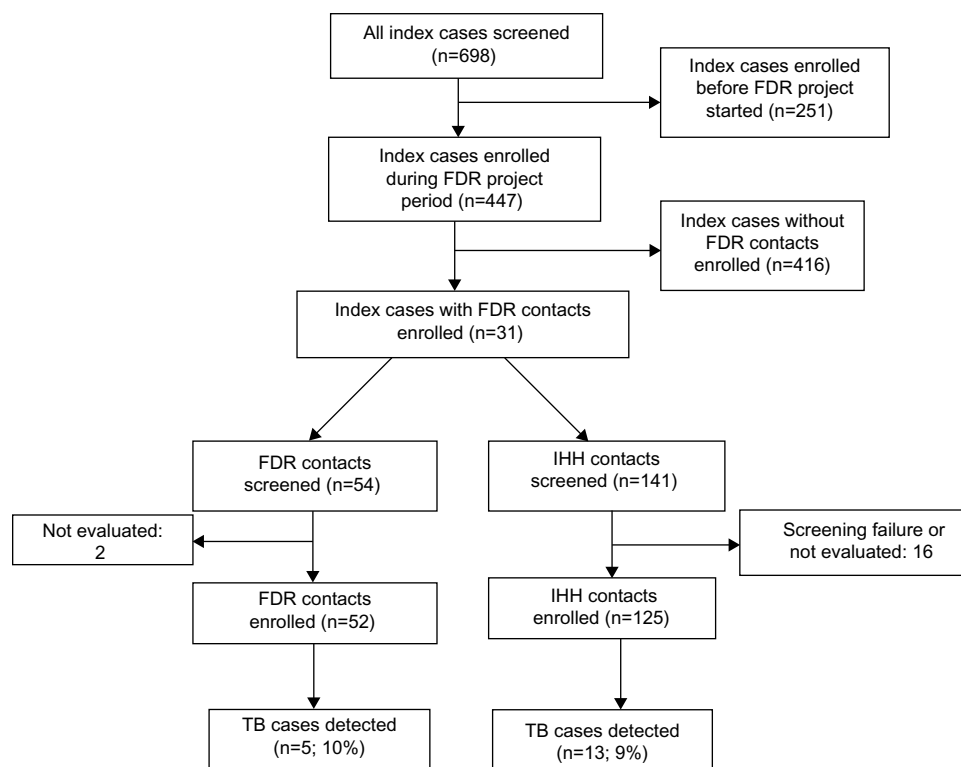 All index cases screened
(n=698)
Index cases enrolled
before FDR project
started (n=251)
Index cases enrolled
during FDR project
period (n=447)
Index cases without
FDR contacts
enrolled (n=416)
Index cases with FDR contacts
enrolled (n=31)
FDR contacts
screened (n=54)
IHH contacts
screened (n=141)
Not evaluated:
2
Screening failure or
not evaluated: 16
FDR contacts
enrolled (n=52)
IHH contacts
enrolled (n=125)
TB cases detected
(n=5; 10%)
TB cases detected
(n=13; 9%)